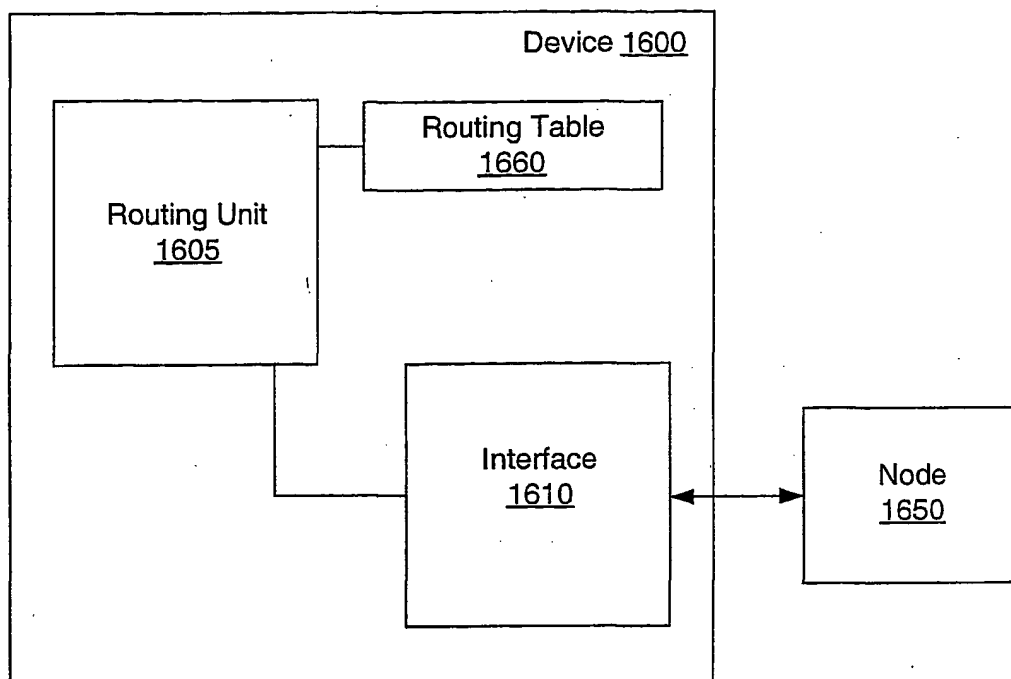 Device 1600
Routing Table
1660
Routing Unit
1605
Interface
1610
Node
1650